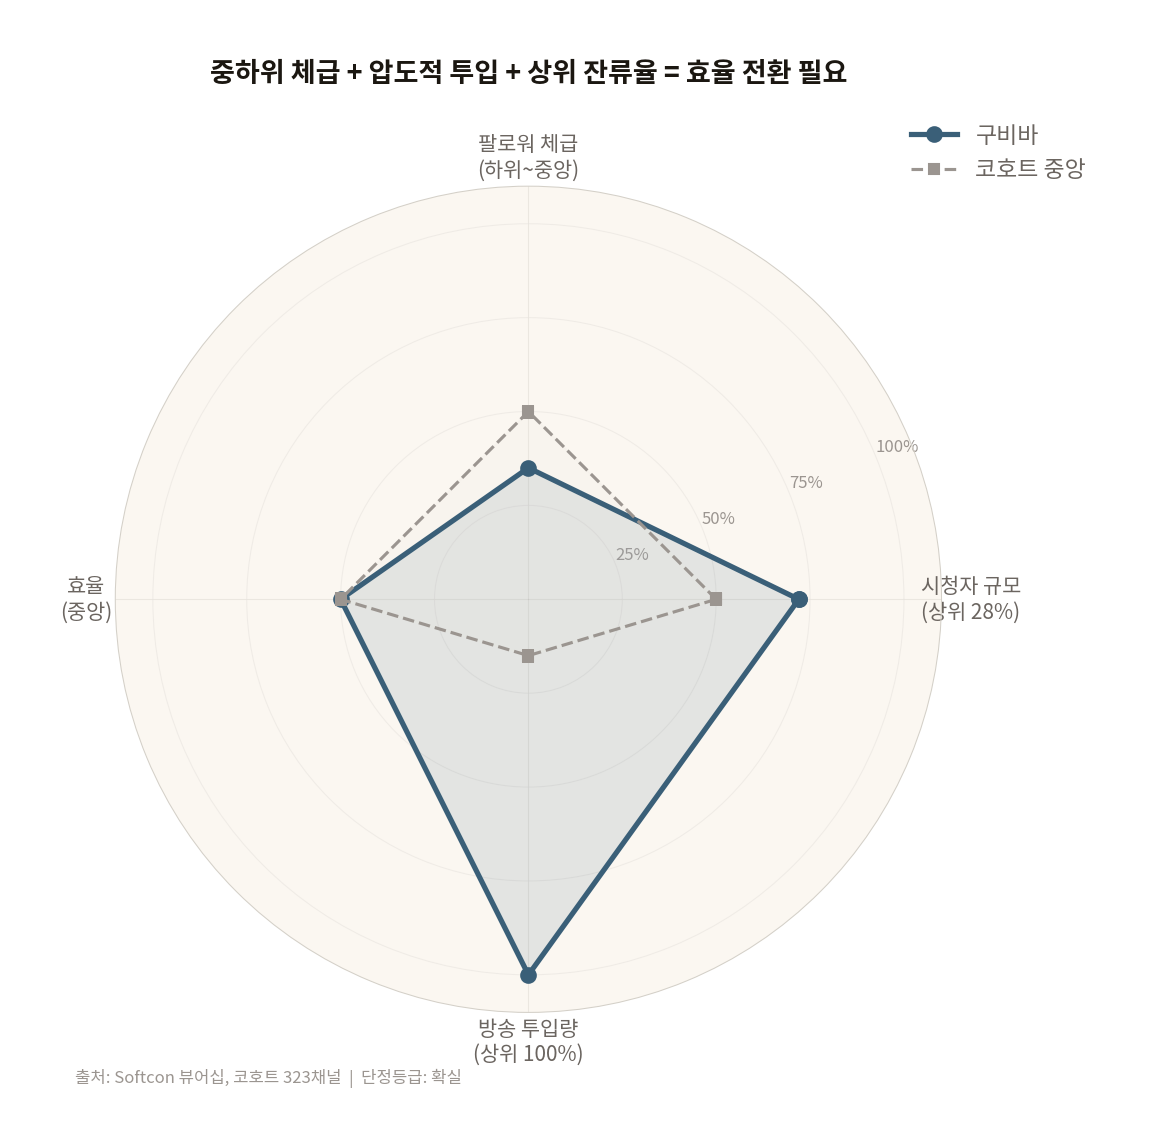 중하위 체급 + 압도적 투입 + 상위 잔류율 = 효율 전환 필요
구비바
코호트 중앙
팔로워 체급
(하위~중앙)
100%
75%
50%
25%
효율
(중앙)
시청자 규모
(상위 28%)
방송 투입량
(상위 100%)
출처: Softcon 뷰어십, 코호트 323채널 | 단정등급: 확실